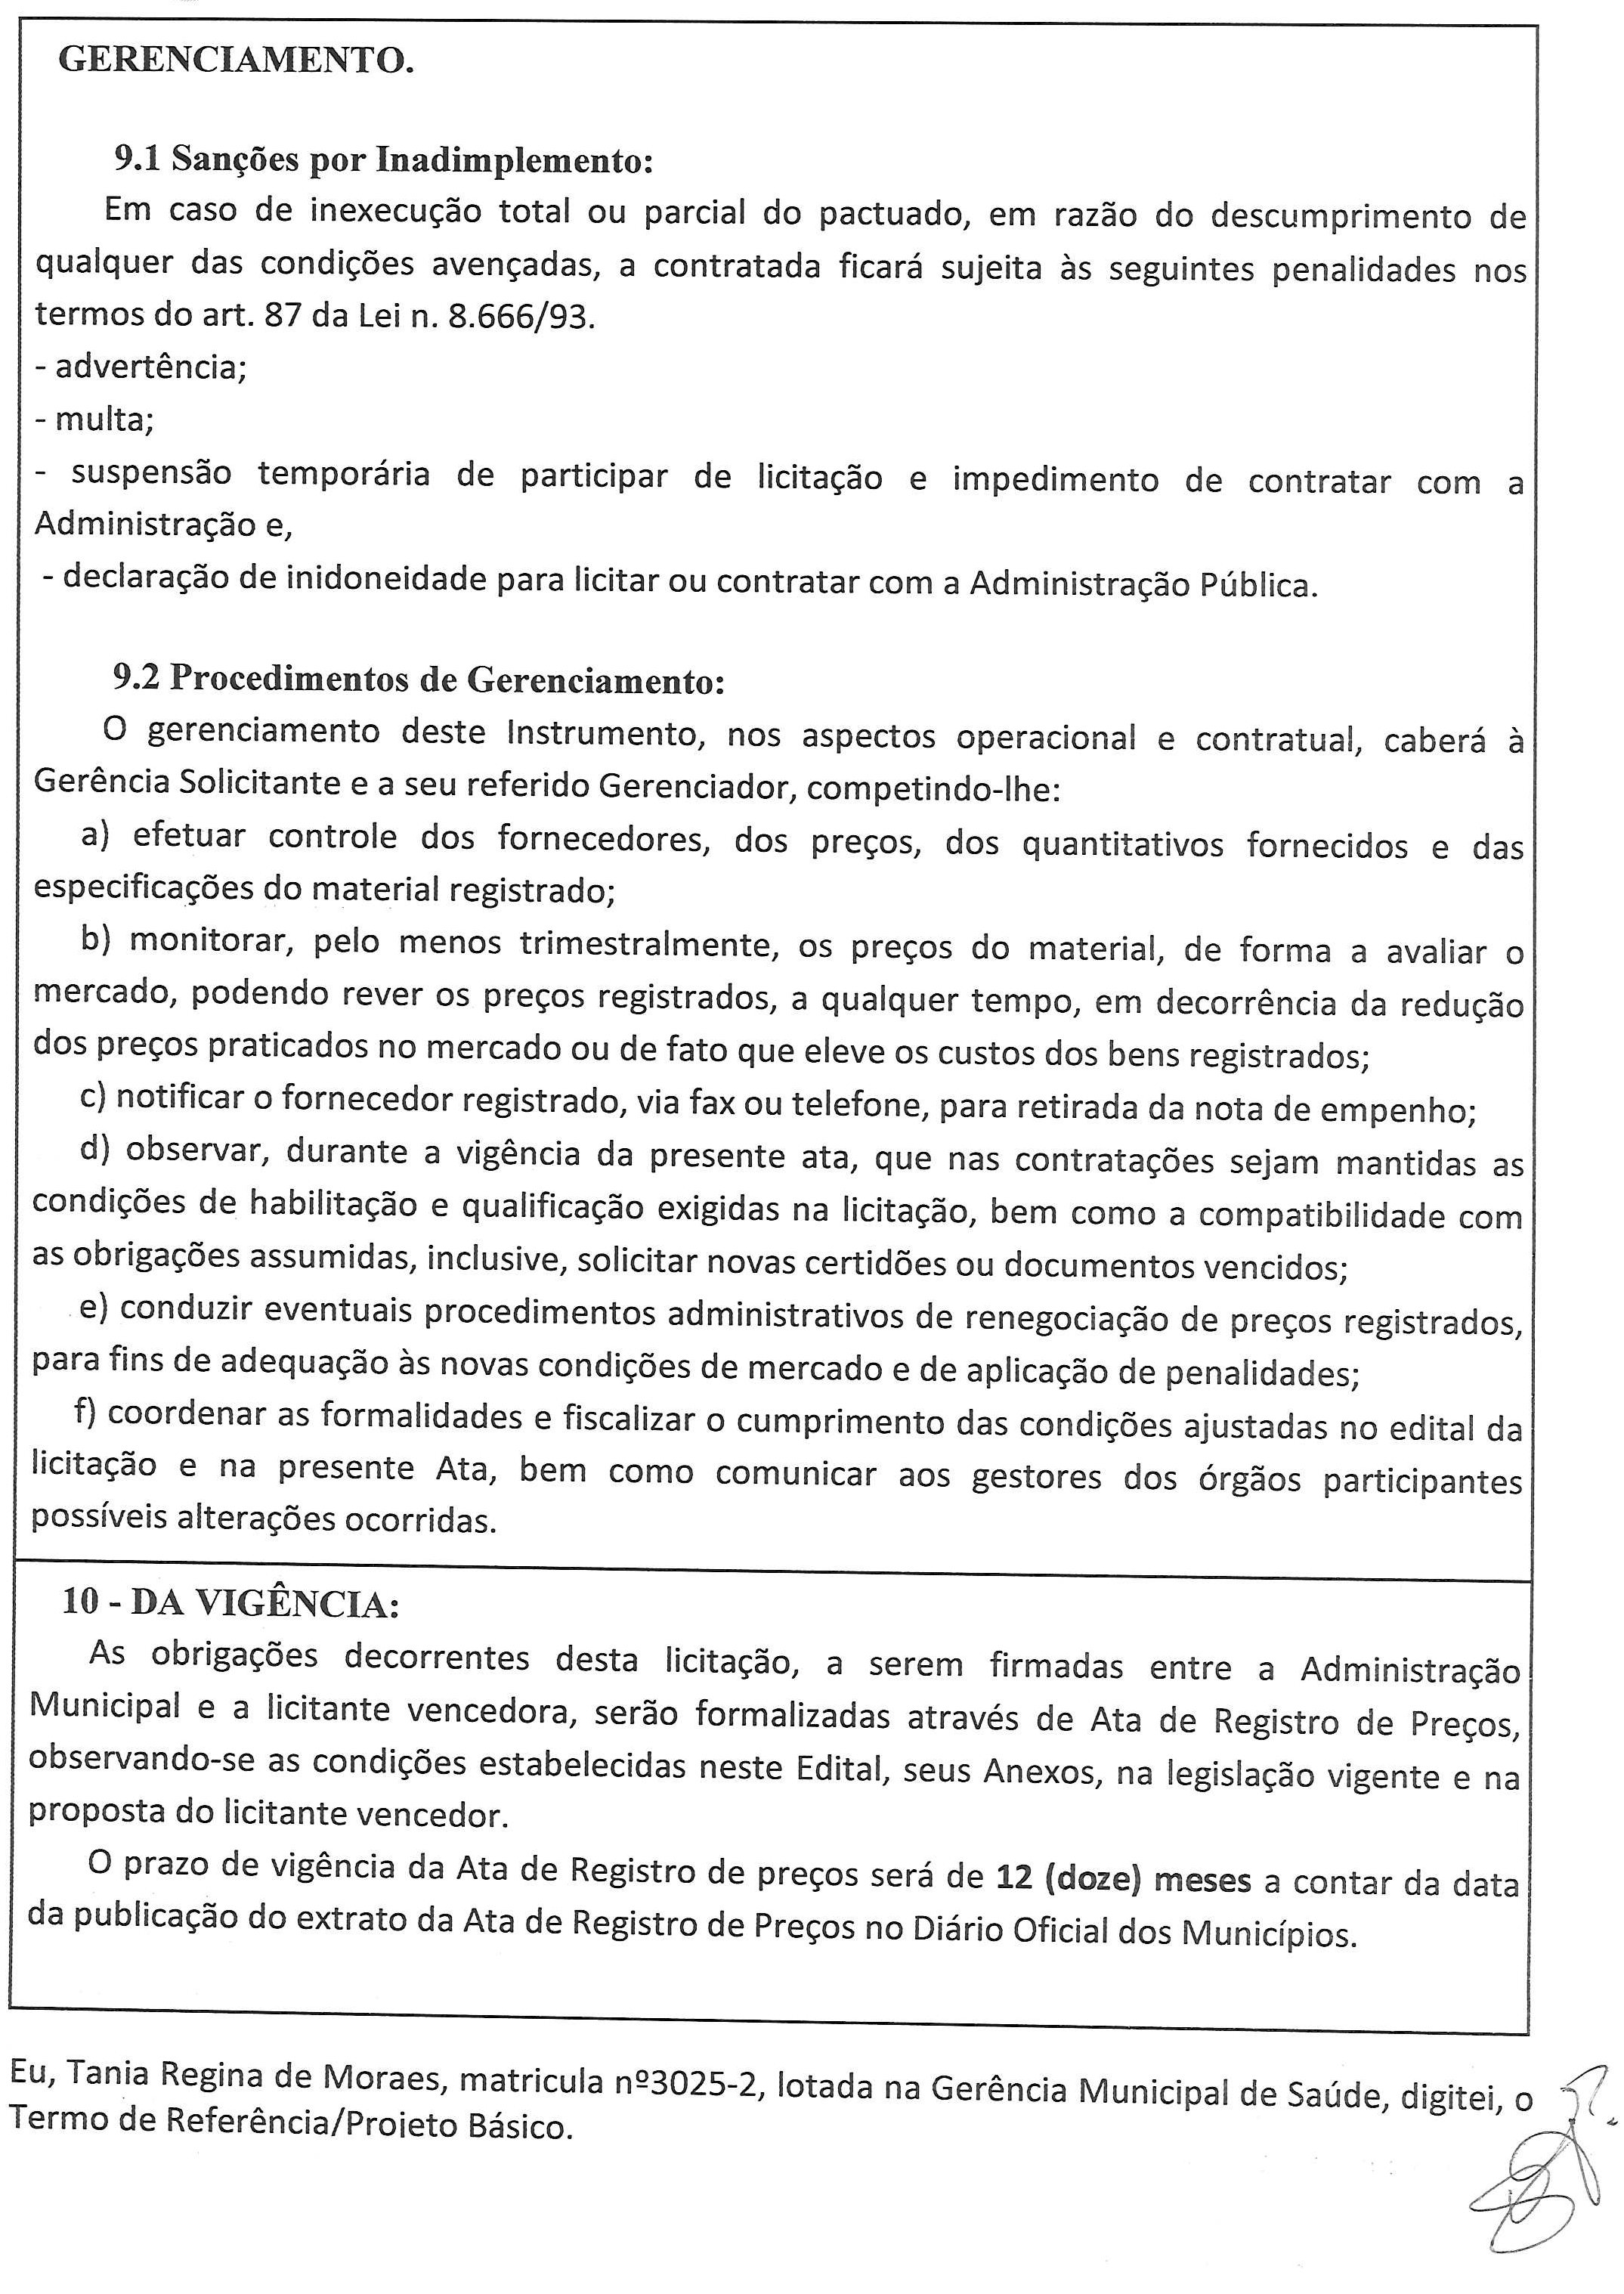 GERENCIAMENTO.
9.1 Sanções por Inadimplemento:
Em caso de inexecução total ou parcial do pactuado, em razão do descumprimento de
qualquer das condições avençadas, a contratada ficará sujeita às seguintes penalidades nos
termos do art. 87 da Lei n. 8.666/93.
- advertência;
- multa;
- suspensão temporária de participar de licitação e impedimento de contratar com a
Administração e,
- declaração de inidoneidade para licitar ou contratar com a Administração Pública.
9.2 Procedimentos de Gerenciamento:
O gerenciamento deste Instrumento, nos aspectos operacional e contratual, caberá à
Gerência Solicitante e a seu referido Gerenciador, competindo-lhe:
a) efetuar controle dos fornecedores, dos preços, dos quantitativos fornecidos e das
especificações do material registrado;
b) monitorar, pelo menos trimestralmente, os preços do material, de forma a avaliar o
mercado, podendo rever os preços registrados, a qualquer tempo, em decorrência da redução
dos preços praticados no mercado ou de fato que eleve os custos dos bens registrados;
c) notificar o fornecedor registrado, via fax ou telefone, para retirada da nota de empenho;
d) observar, durante a vigência da presente ata, que nas contratações sejam mantidas as
condições de habilitação e qualificação exigidas na licitação, bem como a compatibilidade com
as obrigações assumidas, inclusive, solicitar novas certidões ou documentos vencidos;
e) conduzir eventuais procedimentos administrativos de renegociação de preços registrados,
para fins de adequação às novas condições de mercado e de aplicação de penalidades;
f) coordenar as formalidades e fiscalizar o cumprimento das condições ajustadas no edital da
licitação e na presente Ata, bem como comunicar aos gestores dos órgãos participantes
possíveis alterações ocorridas.
10 - DA VIGÊNCIA:
As obrigações decorrentes desta licitação, a serem firmadas entre a Administração
Municipal e a licitante vencedora, serão formalizadas através de Ata de Registro de Preços,
observando-se as condições estabelecidas neste Edital, seus Anexos, na legislação vigente e na
proposta do licitante vencedor.
O prazo de vigência da Ata de Registro de preços será de 12 (doze) meses a contar da data
da publicação do extrato da Ata de Registro de Preços no Diário Oficial dos Municípios.
Eu, Tania Regina de Moraes, matricula nº3025-2, lotada na Gerência Municipal de Saúde, digitei, o
Termo de Referência/Projeto Básico.